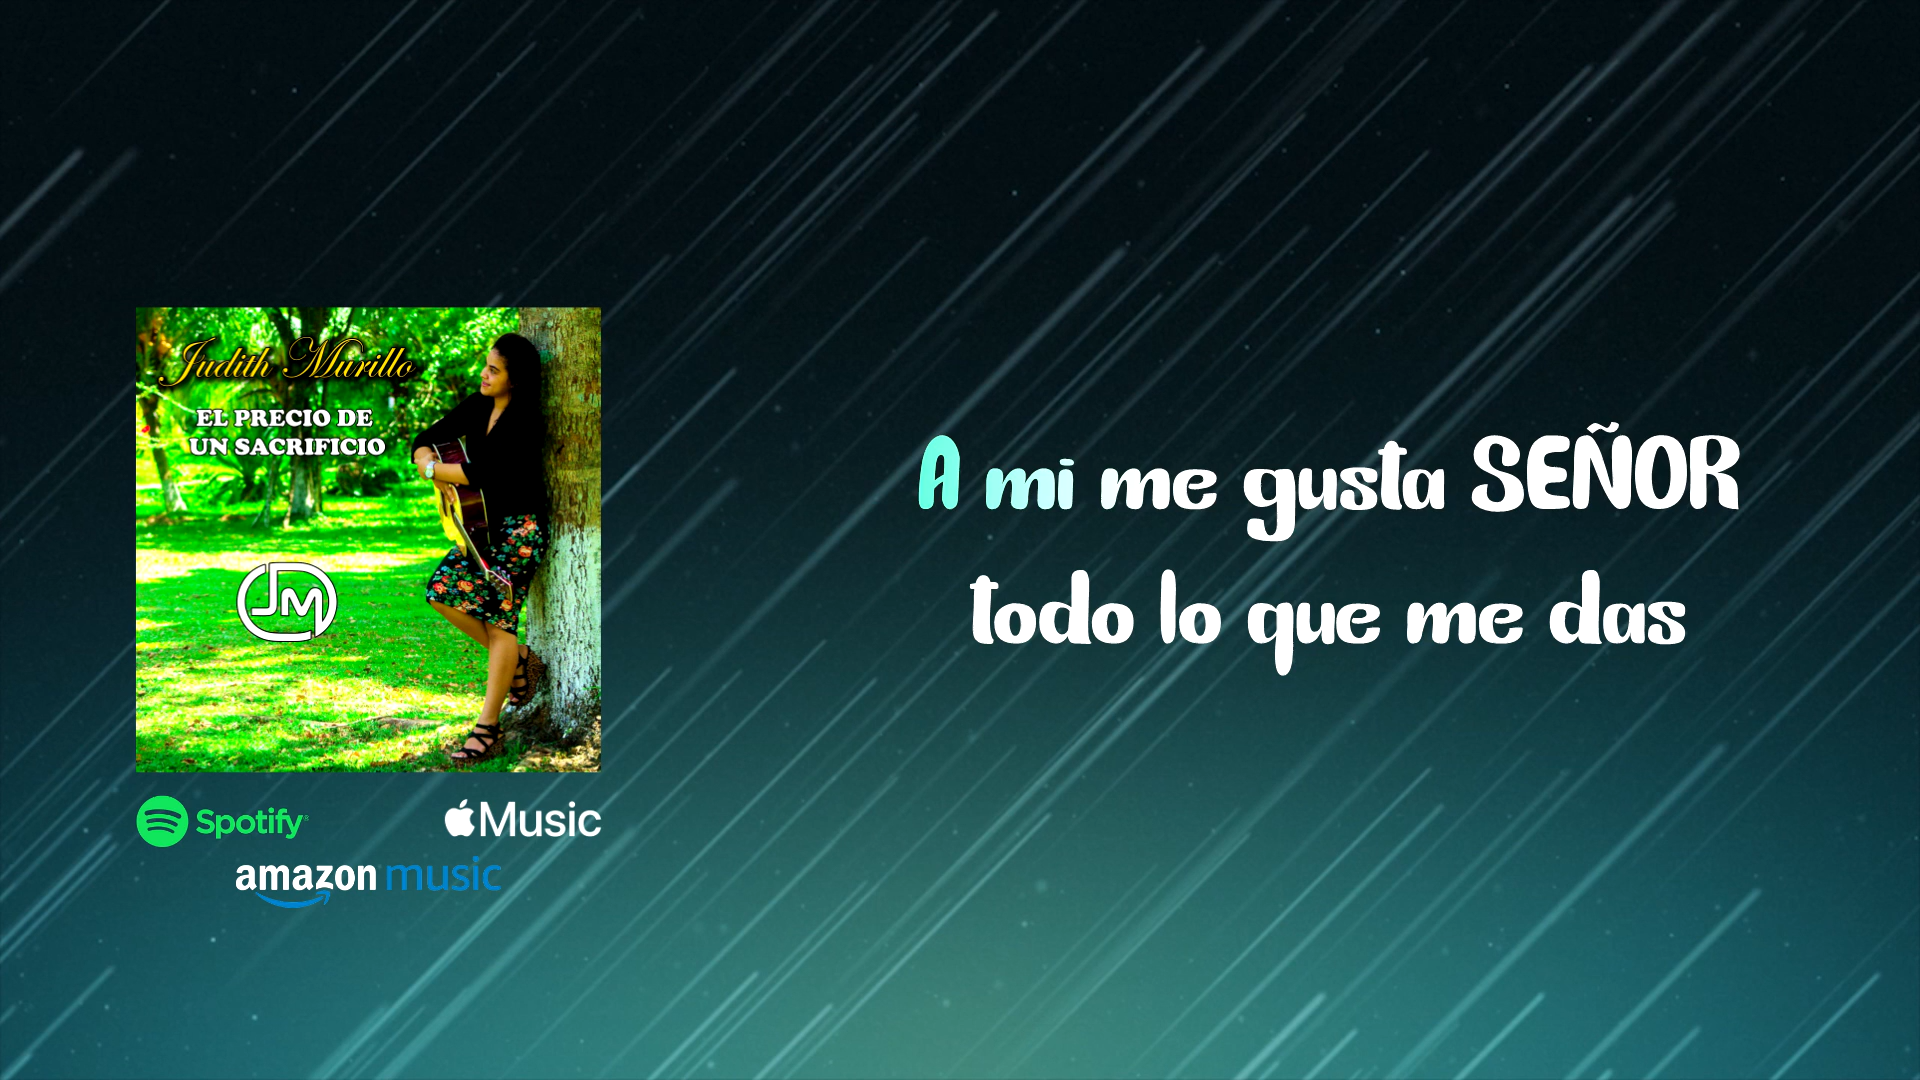 Judith Murillo
EL PRECIO DE
UN SACRIFICIO
JM
Spotify
Music
amazon music
A mi me gusta SEÑOR
todo lo que me das